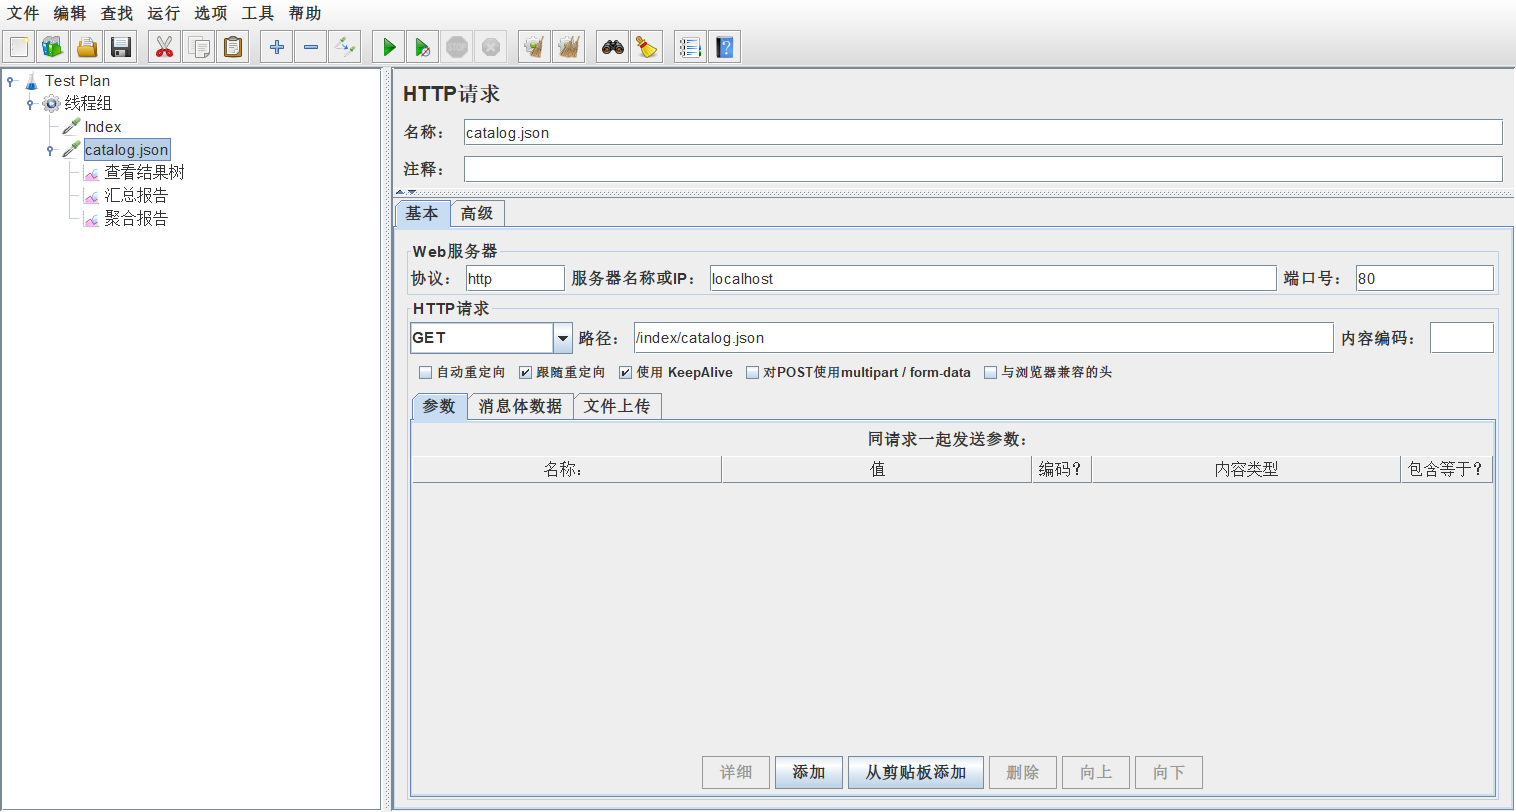 文件 编辑 查找 运行 选项 工具 帮助
STOP
Test Plan
线程组
Index
catalog.json
查看结果树
汇总报告
聚合报告
HTTP请求
名称： catalog.json
注释：
基本 高级
Web服务器
协议： http 服务器名称或IP： localhost 端口号： 80
HTTP请求
GET 路径： /index/catalog.json 内容编码：
自动重定向 跟随重定向 使用 KeepAlive 对POST使用multipart / form-data 与浏览器兼容的头
参数 消息体数据 文件上传
同请求一起发送参数：
名称： 值 编码？ 内容类型 包含等于？
详细 添加 从剪贴板添加 删除 向上 向下